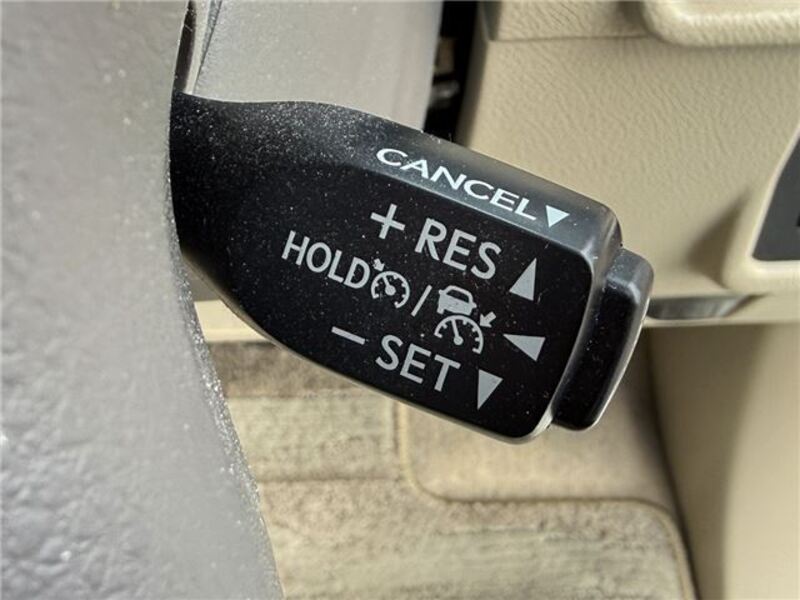 CANCEL
+ RES
HOLD /
− SET